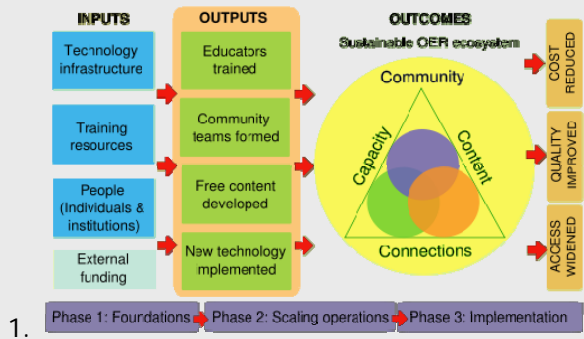 INPUTS
Technology
infrastructure
Training
resources
People
(Individuals &
institutions)
External
funding
OUTPUTS
Educators
trained
Community
teams formed
Free content
developed
New technology
mplemented
OUTCOMES
Sustainable OER ecosystem
Community
Capacity
Content
Connections
COST
REDUCED
QUALITY
IMPROVED
ACCESS
WIDENED
Phase 1: Foundations
Phase 2: Scaling operations
Phase 3: Implementation
1.